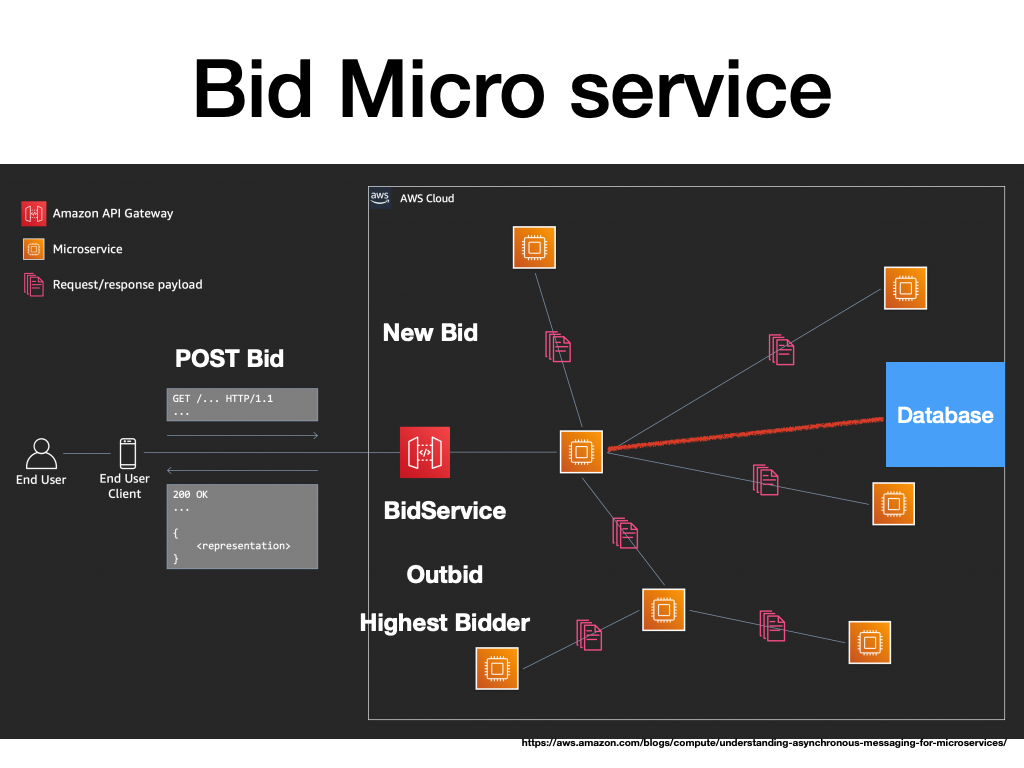 Bid Micro service
aws
AWS Cloud
Amazon API Gateway
Microservice
Request/response payload
New Bid
POST Bid
GET /... HTTP/1.1
...
Database
End User
End User
Client
200 OK
...
{
<representation>
}
BidService
Outbid
Highest Bidder
https://aws.amazon.com/blogs/compute/understanding-asynchronous-messaging-for-microservices/